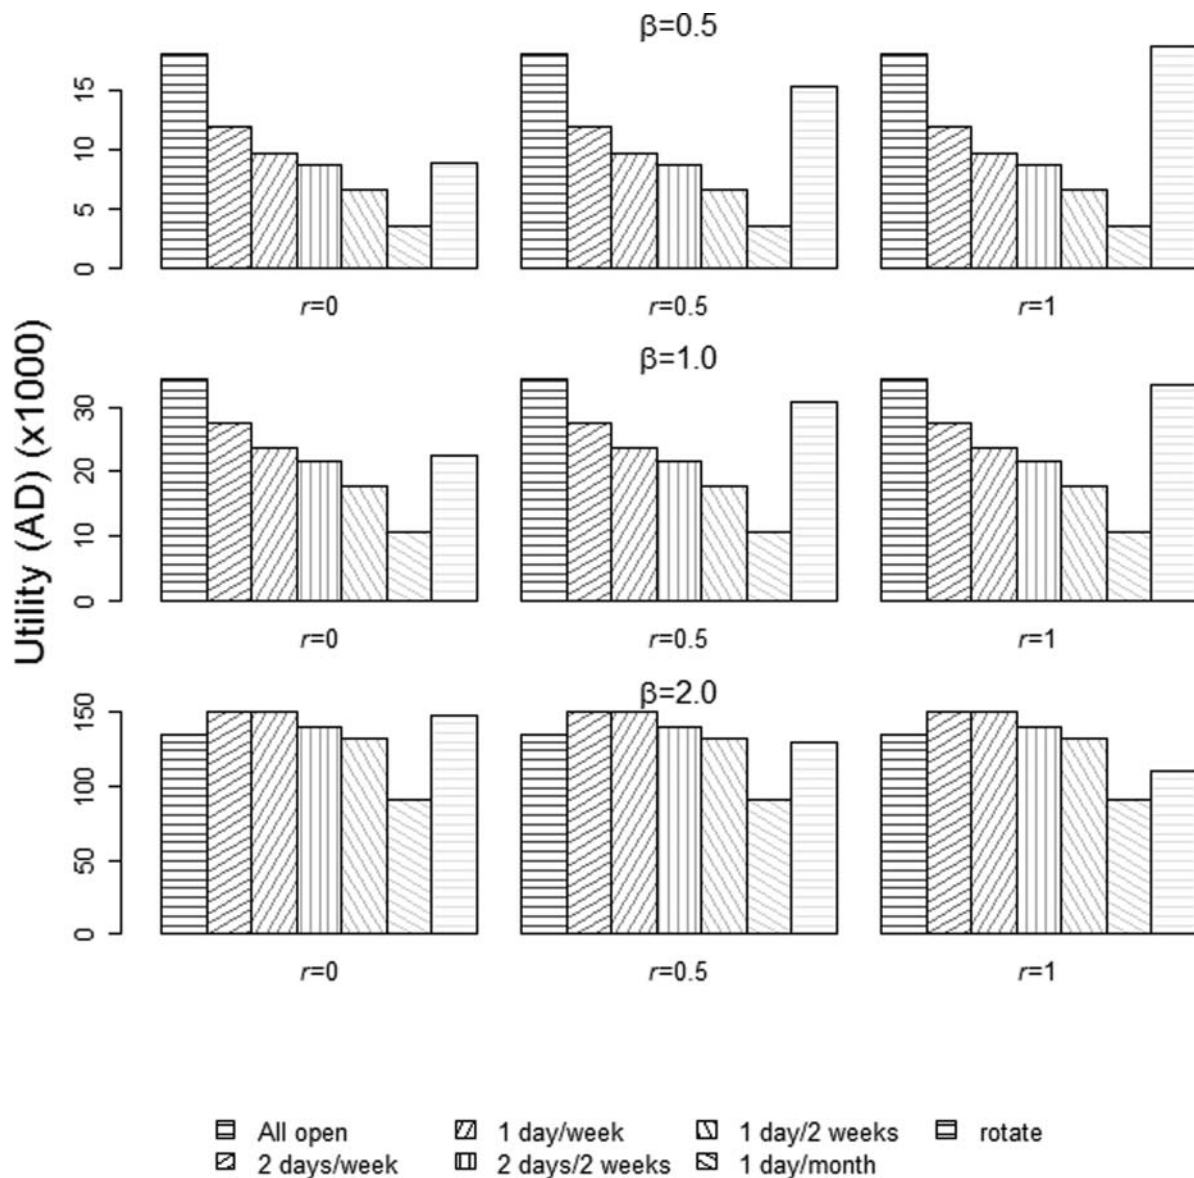 β=0.5
15
10
5
0
r=0 r=0.5 r=1
Utility (AD) (x1000)
β=1.0
30
20
10
0
r=0 r=0.5 r=1
β=2.0
150
100
50
0
r=0 r=0.5 r=1
All open 1 day/week 1 day/2 weeks rotate
2 days/week 2 days/2 weeks 1 day/month